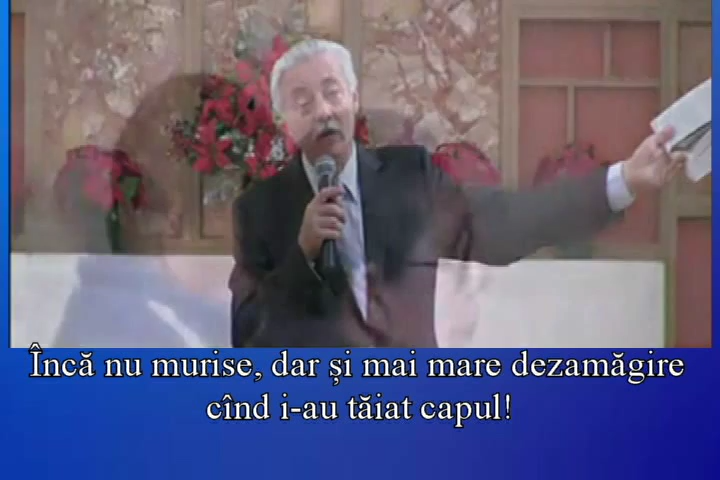 Încă nu murise, dar și mai mare dezamăgire
cînd i-au tăiat capul!